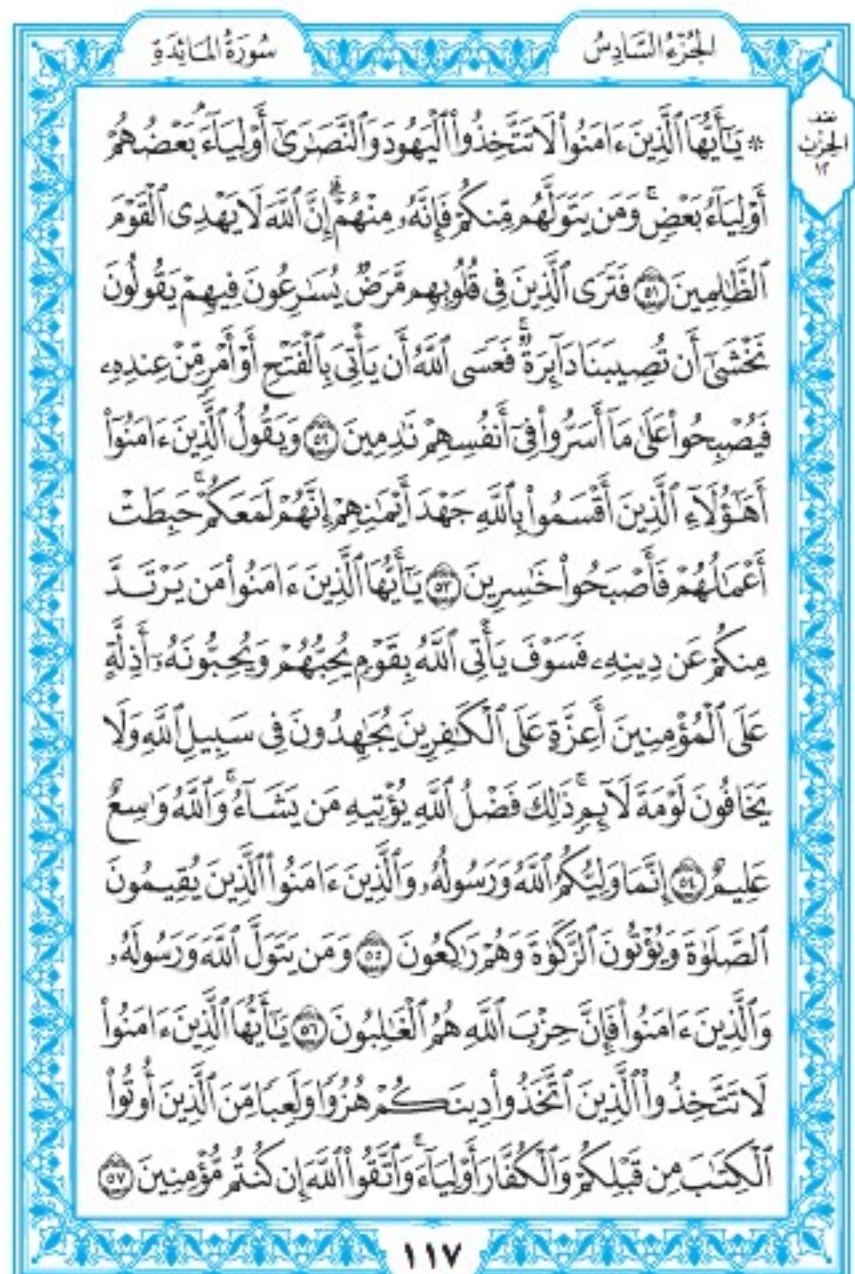 الجُزْءُ السَّادِسُ
سُورَةُ المَائِدَةِ
نصف
الحِزْب
١٢
۞ يَـٰٓأَيُّهَا ٱلَّذِينَ ءَامَنُوا۟ لَا تَتَّخِذُوا۟ ٱلْيَهُودَ وَٱلنَّصَـٰرَىٰٓ أَوْلِيَآءَ ۘ بَعْضُهُمْ
أَوْلِيَآءُ بَعْضٍ ۚ وَمَن يَتَوَلَّهُم مِّنكُمْ فَإِنَّهُۥ مِنْهُمْ ۗ إِنَّ ٱللَّهَ لَا يَهْدِى ٱلْقَوْمَ
ٱلظَّـٰلِمِينَ ٥١ فَتَرَى ٱلَّذِينَ فِى قُلُوبِهِم مَّرَضٌ يُسَـٰرِعُونَ فِيهِمْ يَقُولُونَ
نَخْشَىٰٓ أَن تُصِيبَنَا دَآئِرَةٌ ۚ فَعَسَى ٱللَّهُ أَن يَأْتِىَ بِٱلْفَتْحِ أَوْ أَمْرٍ مِّنْ عِندِهِۦ
فَيُصْبِحُوا۟ عَلَىٰ مَآ أَسَرُّوا۟ فِىٓ أَنفُسِهِمْ نَـٰدِمِينَ ٥٢ وَيَقُولُ ٱلَّذِينَ ءَامَنُوٓا۟
أَهَـٰٓؤُلَآءِ ٱلَّذِينَ أَقْسَمُوا۟ بِٱللَّهِ جَهْدَ أَيْمَـٰنِهِمْ ۙ إِنَّهُمْ لَمَعَكُمْ ۚ حَبِطَتْ
أَعْمَـٰلُهُمْ فَأَصْبَحُوا۟ خَـٰسِرِينَ ٥٣ يَـٰٓأَيُّهَا ٱلَّذِينَ ءَامَنُوا۟ مَن يَرْتَدَّ
مِنكُمْ عَن دِينِهِۦ فَسَوْفَ يَأْتِى ٱللَّهُ بِقَوْمٍ يُحِبُّهُمْ وَيُحِبُّونَهُۥٓ أَذِلَّةٍ
عَلَى ٱلْمُؤْمِنِينَ أَعِزَّةٍ عَلَى ٱلْكَـٰفِرِينَ يُجَـٰهِدُونَ فِى سَبِيلِ ٱللَّهِ وَلَا
يَخَافُونَ لَوْمَةَ لَآئِمٍ ۚ ذَٰلِكَ فَضْلُ ٱللَّهِ يُؤْتِيهِ مَن يَشَآءُ ۚ وَٱللَّهُ وَٰسِعٌ
عَلِيمٌ ٥٤ إِنَّمَا وَلِيُّكُمُ ٱللَّهُ وَرَسُولُهُۥ وَٱلَّذِينَ ءَامَنُوا۟ ٱلَّذِينَ يُقِيمُونَ
ٱلصَّلَوٰةَ وَيُؤْتُونَ ٱلزَّكَوٰةَ وَهُمْ رَٰكِعُونَ ٥٥ وَمَن يَتَوَلَّ ٱللَّهَ وَرَسُولَهُۥ
وَٱلَّذِينَ ءَامَنُوا۟ فَإِنَّ حِزْبَ ٱللَّهِ هُمُ ٱلْغَـٰلِبُونَ ٥٦ يَـٰٓأَيُّهَا ٱلَّذِينَ ءَامَنُوا۟
لَا تَتَّخِذُوا۟ ٱلَّذِينَ ٱتَّخَذُوا۟ دِينَكُمْ هُزُوًا وَلَعِبًا مِّنَ ٱلَّذِينَ أُوتُوا۟
ٱلْكِتَـٰبَ مِن قَبْلِكُمْ وَٱلْكُفَّارَ أَوْلِيَآءَ ۚ وَٱتَّقُوا۟ ٱللَّهَ إِن كُنتُم مُّؤْمِنِينَ ٥٧
١١٧